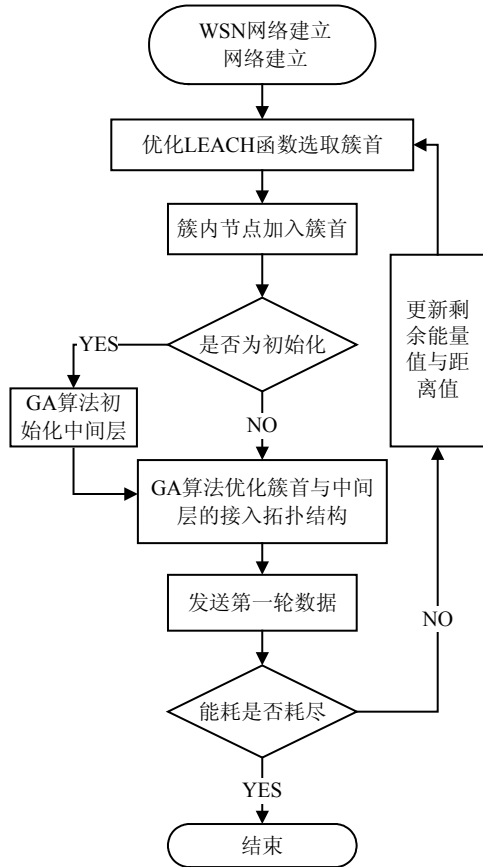 WSN网络建立
网络建立
优化LEACH函数选取簇首
簇内节点加入簇首
是否为初始化
YES
GA算法初
始化中间层
NO
GA算法优化簇首与中间
层的接入拓扑结构
发送第一轮数据
能耗是否耗尽
NO
更新剩
余能量
值与距
离值
YES
结束